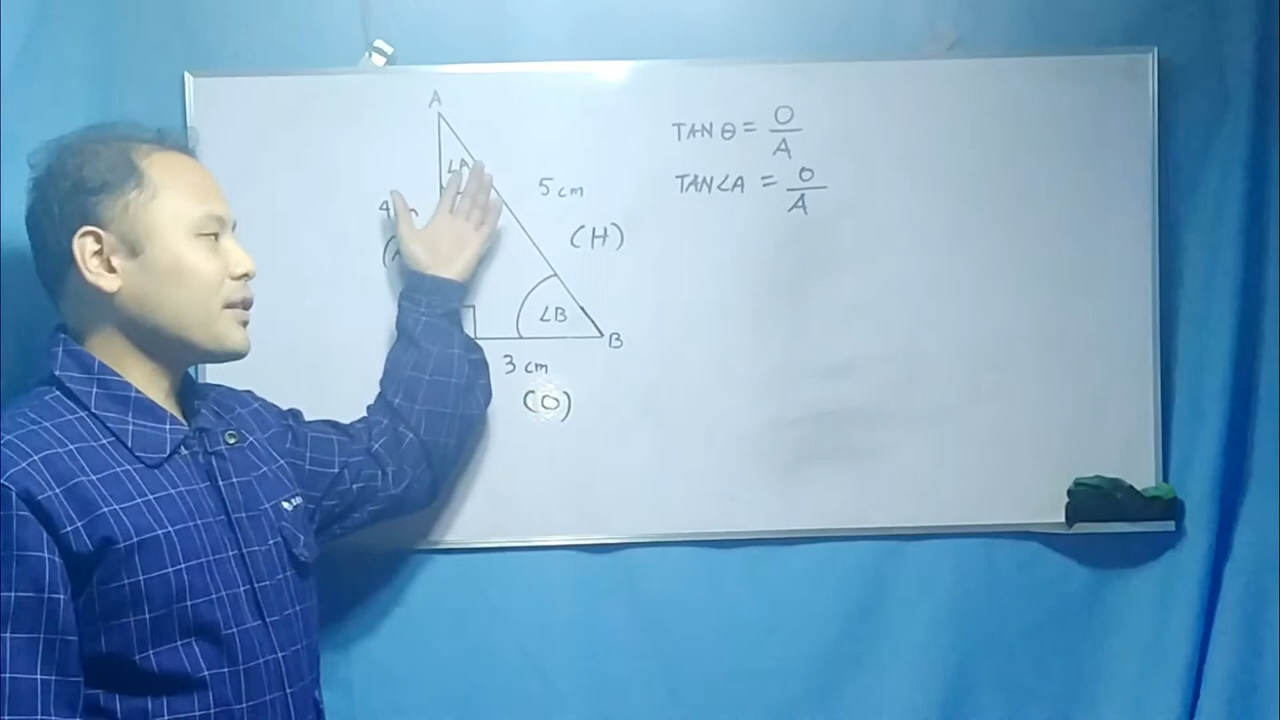 A
∠A
5 cm
(H)
∠B
B
3 cm
(O)
TAN θ = O/A
TAN∠A = O/A